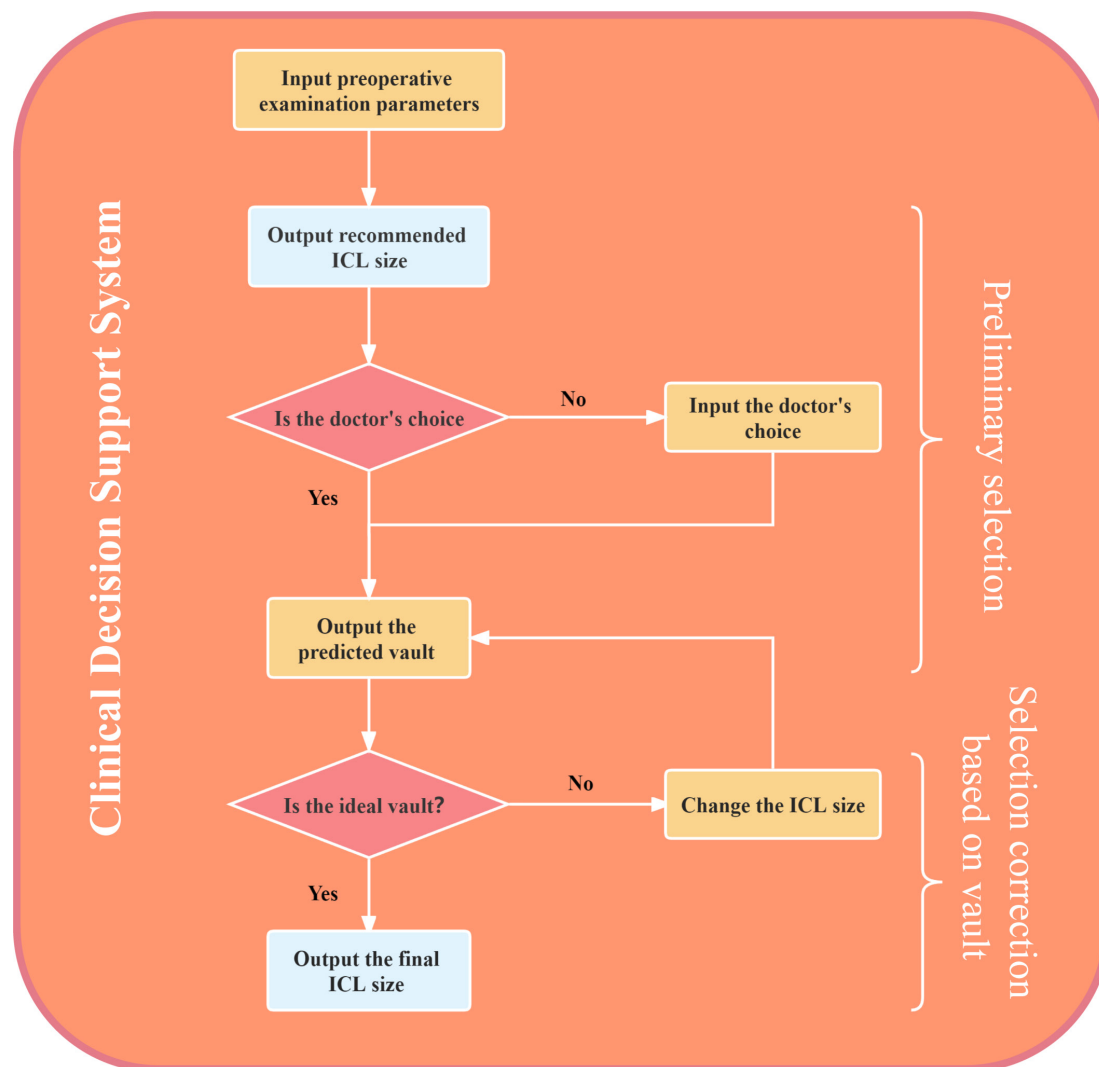 Clinical Decision Support System
Input preoperative
examination parameters
Output recommended
ICL size
Is the doctor's choice
No
Input the doctor's
choice
Yes
Output the
predicted vault
Is the ideal vault?
No
Change the ICL size
Yes
Output the final
ICL size
Preliminary selection
Selection correction
based on vault